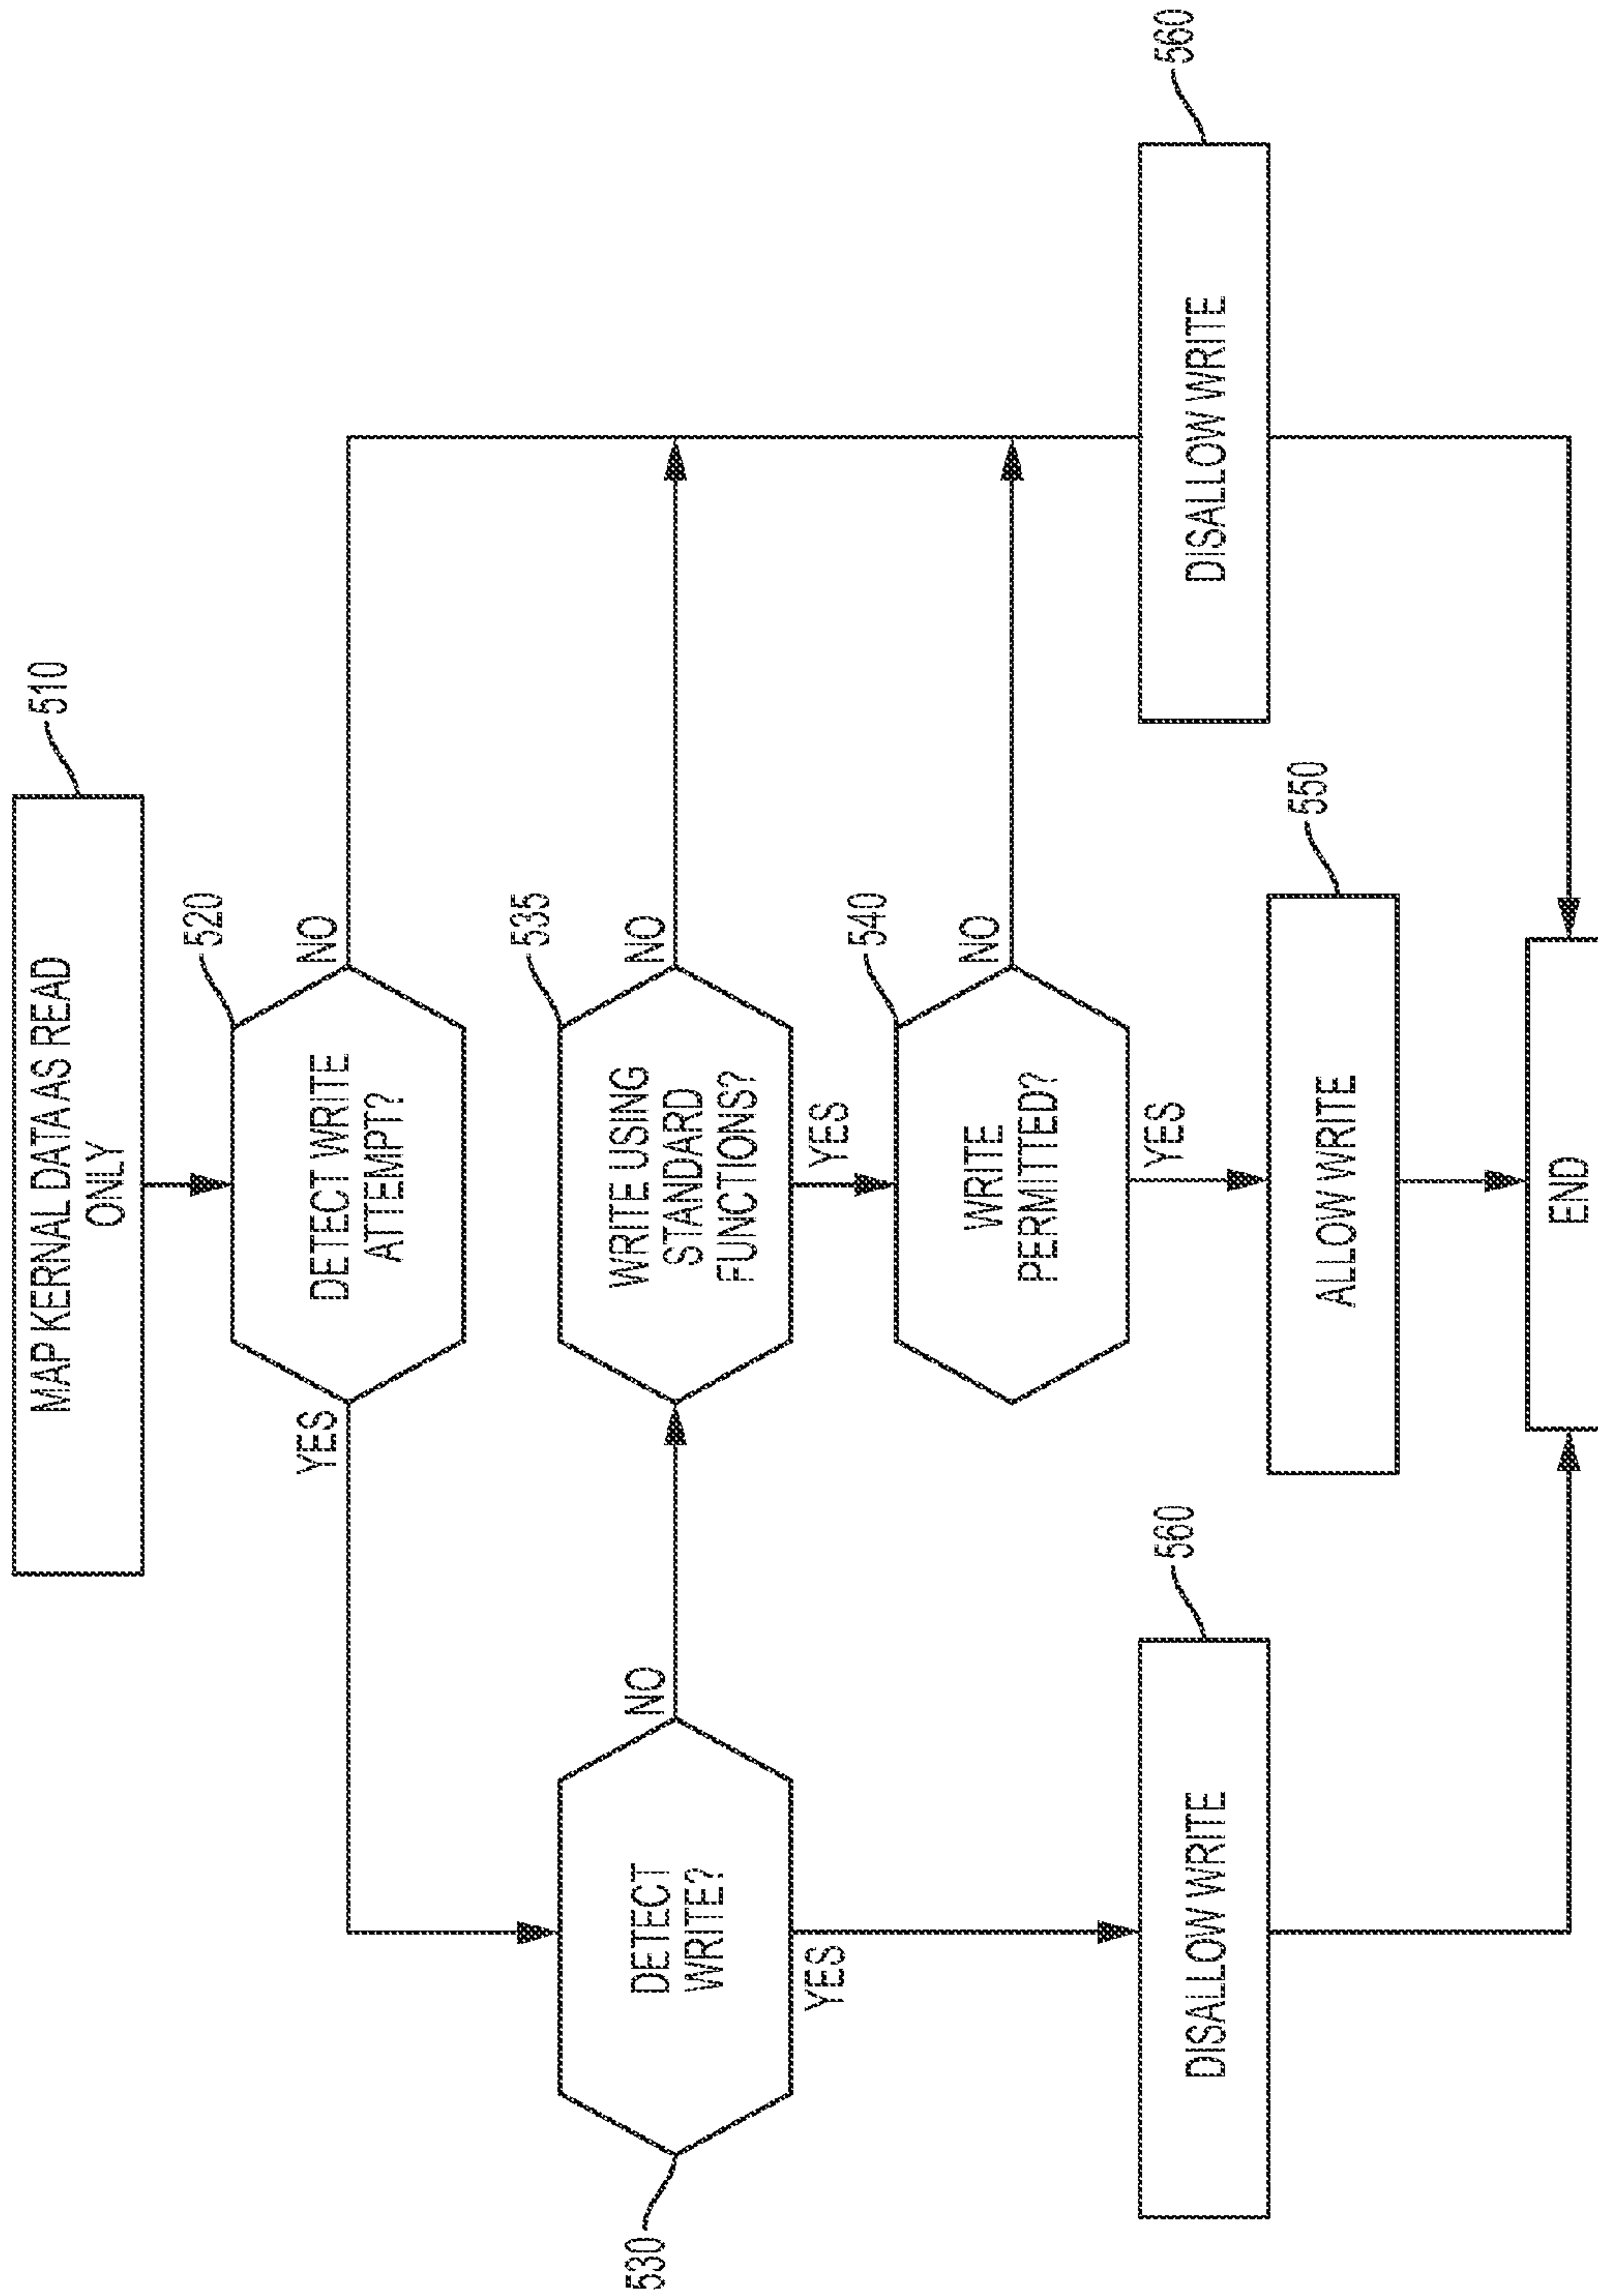 MAP KERNAL DATA AS READ
ONLY
510
520
DETECT WRITE
ATTEMPT?
YES
NO
530
DETECT
WRITE?
NO
YES
535
WRITE USING
STANDARD
FUNCTIONS?
NO
YES
540
WRITE
PERMITTED?
NO
YES
560
DISALLOW WRITE
550
ALLOW WRITE
560
DISALLOW WRITE
END